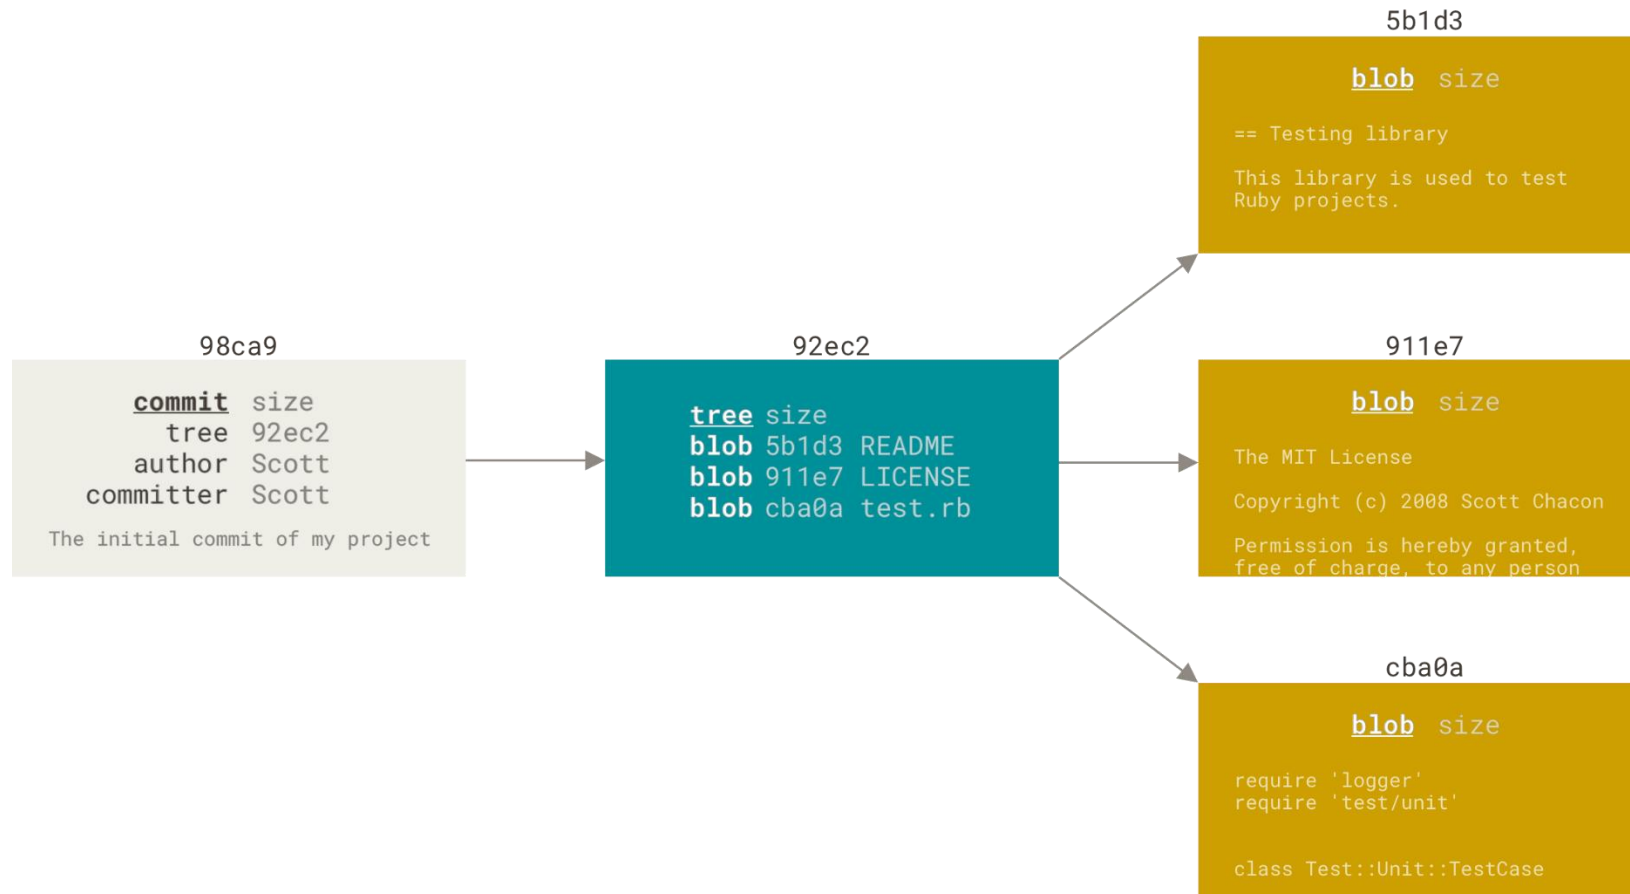 98ca9
commit size
tree 92ec2
author Scott
committer Scott
The initial commit of my project
92ec2
tree size
blob 5b1d3 README
blob 911e7 LICENSE
blob cba0a test.rb
5b1d3
blob size
== Testing library
This library is used to test
Ruby projects.
911e7
blob size
The MIT License
Copyright (c) 2008 Scott Chacon
Permission is hereby granted,
free of charge, to any person
cba0a
blob size
require 'logger'
require 'test/unit'
class Test::Unit::TestCase